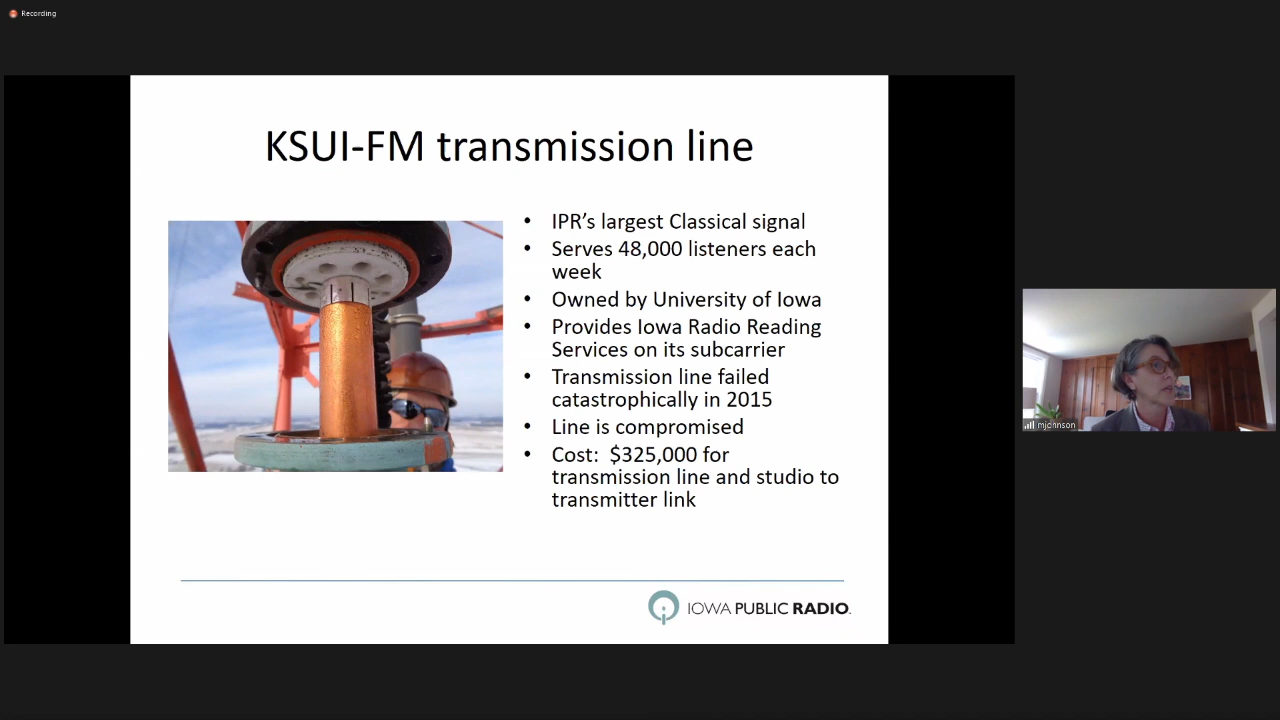 Recording
KSUI-FM transmission line
• IPR’s largest Classical signal
• Serves 48,000 listeners each
week
• Owned by University of Iowa
• Provides Iowa Radio Reading
Services on its subcarrier
• Transmission line failed
catastrophically in 2015
• Line is compromised
• Cost:  $325,000 for
transmission line and studio to
transmitter link
IOWA PUBLIC RADIO.
mjohnson